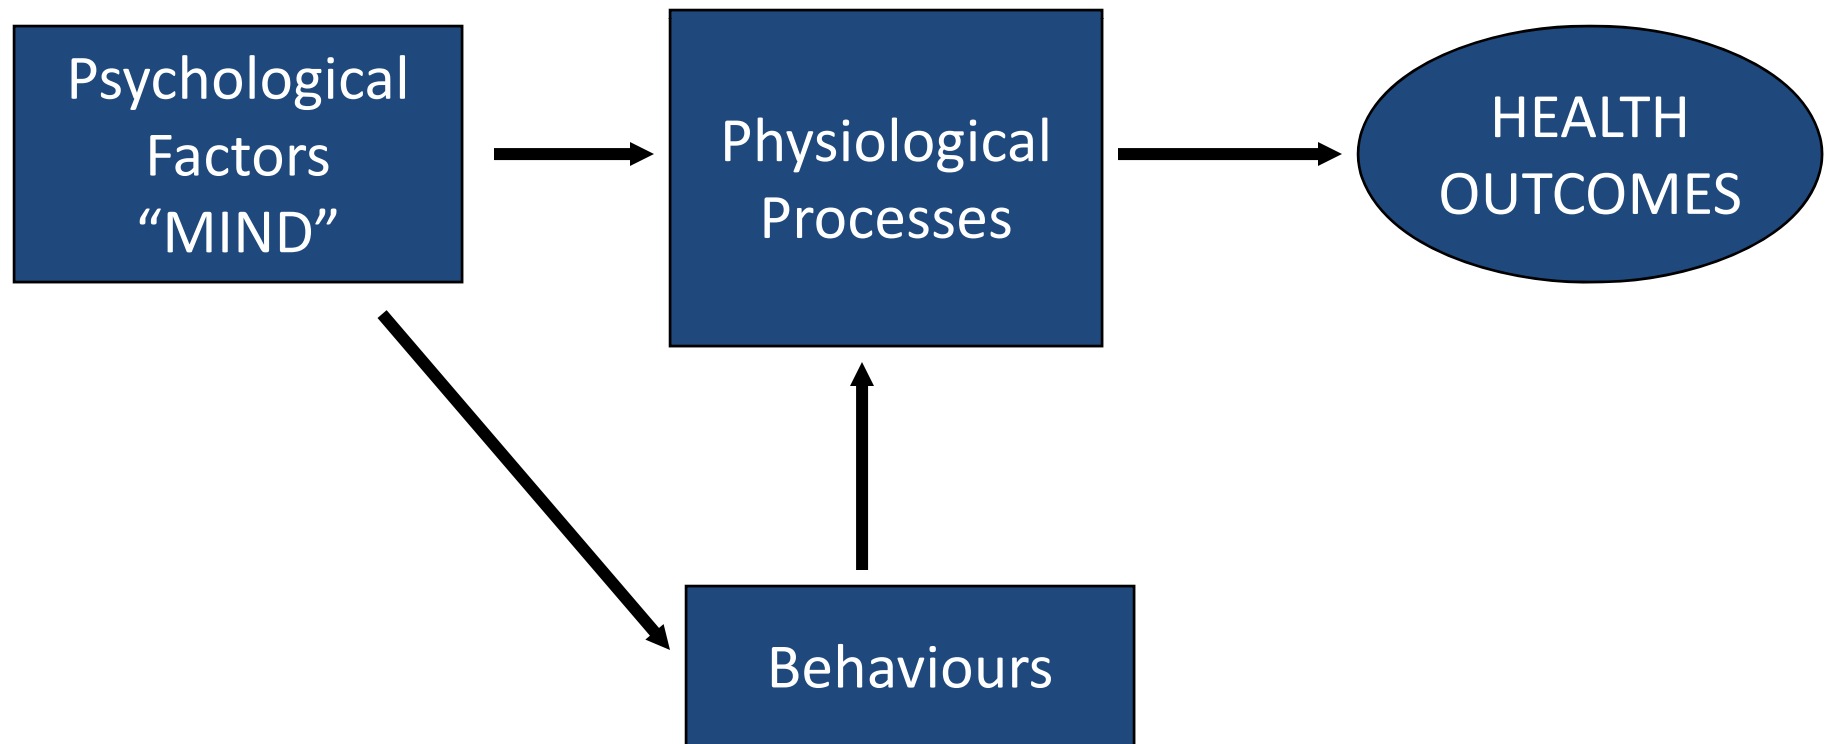 Psychological
Factors
“MIND”
Physiological
Processes
HEALTH
OUTCOMES
Behaviours